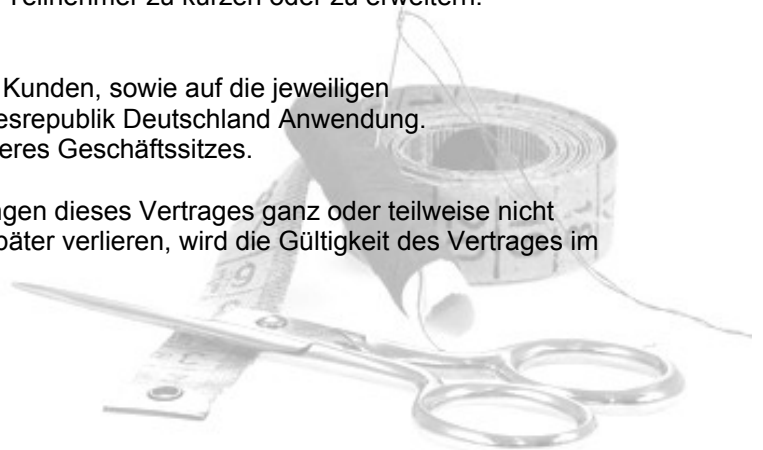 Teilnehmer zu kürzen oder zu erweitern.
Kunden, sowie auf die jeweiligen
esrepublik Deutschland Anwendung.
eres Geschäftssitzes.
ngen dieses Vertrages ganz oder teilweise nicht
päter verlieren, wird die Gültigkeit des Vertrages im